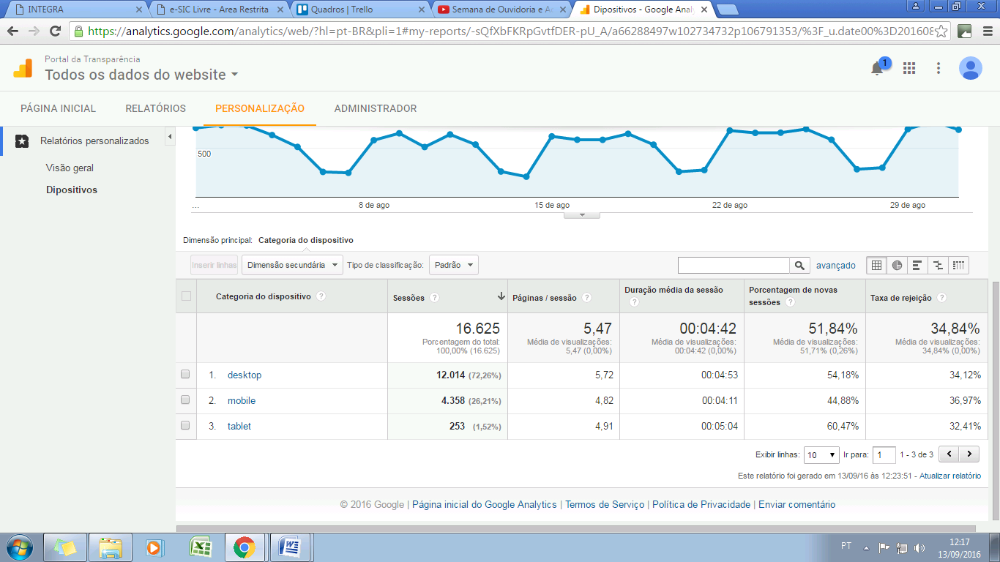 INTEGRA
e-SIC Livre - Area Restrita
Quadros | Trello
Semana de Ouvidoria e Ac
Dipositivos - Google Anal
https://analytics.google.com/analytics/web/?hl=pt-BR&pli=1#my-reports/-sQfXbFKRpGvtfDER-pU_A/a66288497w102734732p106791353/%3F_u.date00%3D201608
Portal da Transparência
Todos os dados do website
1
PÁGINA INICIAL RELATÓRIOS PERSONALIZAÇÃO ADMINISTRADOR
Relatórios personalizados
Visão geral
Dipositivos
500
... 8 de ago 15 de ago 22 de ago 29 de ago
Dimensão principal: Categoria do dispositivo
Inserir linhas Dimensão secundária Tipo de classificação: Padrão avançado
Categoria do dispositivo ? Sessões ? Páginas / sessão ? Duração média da sessão ? Porcentagem de novas sessões ? Taxa de rejeição ?
16.625 5,47 00:04:42 51,84% 34,84%
Porcentagem do total: Média de visualizações: Média de visualizações: Média de visualizações: Média de visualizações:
100,00% (16.625) 5,47 (0,00%) 00:04:42 (0,00%) 51,71% (0,26%) 34,84% (0,00%)
1. desktop 12.014 (72,26%) 5,72 00:04:53 54,18% 34,12%
2. mobile 4.358 (26,21%) 4,82 00:04:11 44,88% 36,97%
3. tablet 253 (1,52%) 4,91 00:05:04 60,47% 32,41%
Exibir linhas: 10 Ir para: 1 1 - 3 de 3
Este relatório foi gerado em 13/09/16 às 12:23:51 - Atualizar relatório
© 2016 Google | Página inicial do Google Analytics | Termos de Serviço | Política de Privacidade | Enviar comentário
PT
12:17
13/09/2016